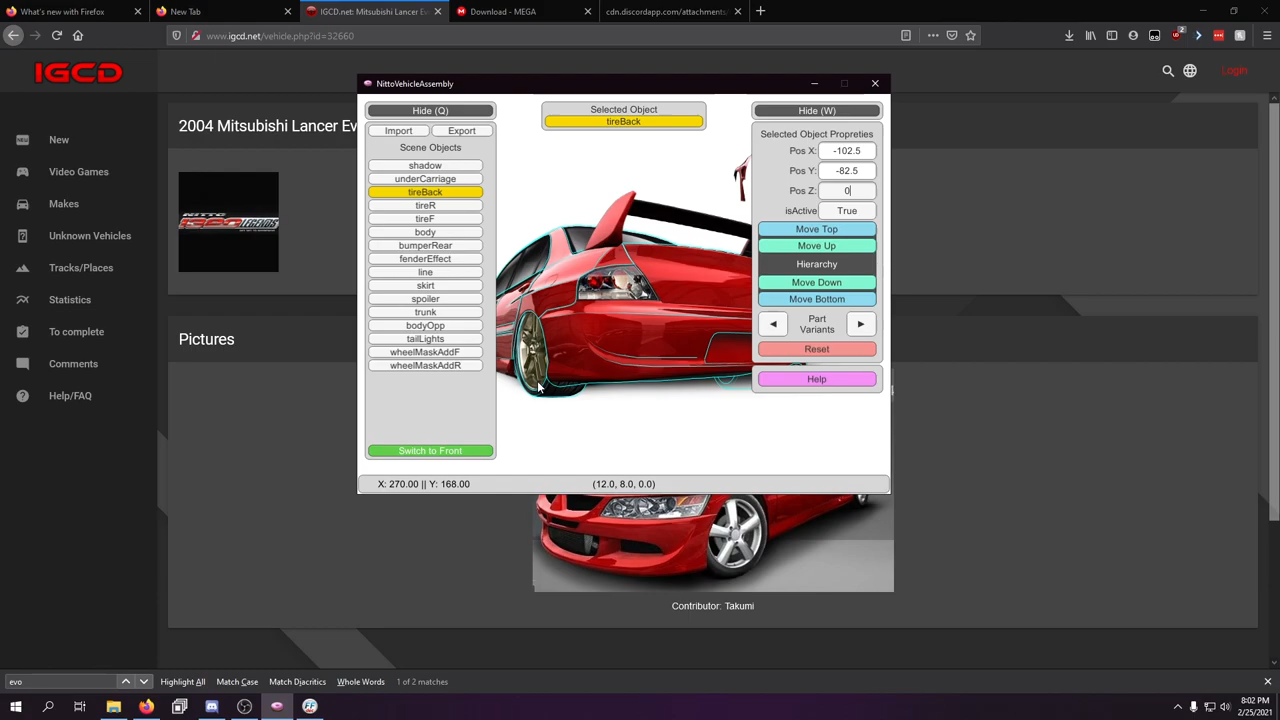 What's new with Firefox
New Tab
IGCD.net: Mitsubishi Lancer Ev
Download - MEGA
cdn.discordapp.com/attachments
www.igcd.net/vehicle.php?id=32660
IGCD
Login
New
Video Games
Makes
Unknown Vehicles
Tracks/Places
Statistics
To complete
Comments
Help/FAQ
2004 Mitsubishi Lancer Ev
NITTO
LEGENDS
Pictures
NittoVehicleAssembly
Hide (Q)
Import
Export
Scene Objects
shadow
underCarriage
tireBack
tireR
tireF
body
bumperRear
fenderEffect
line
skirt
spoiler
trunk
bodyOpp
tailLights
wheelMaskAddF
wheelMaskAddR
Switch to Front
Selected Object
tireBack
Hide (W)
Selected Object Propreties
Pos X: -102.5
Pos Y: -82.5
Pos Z: 0
isActive True
Move Top
Move Up
Hierarchy
Move Down
Move Bottom
◄ Part Variants ►
Reset
Help
X: 270.00 || Y: 168.00
(12.0, 8.0, 0.0)
Contributor: Takumi
evo
Highlight All
Match Case
Match Diacritics
Whole Words
1 of 2 matches
8:02 PM
2/25/2021